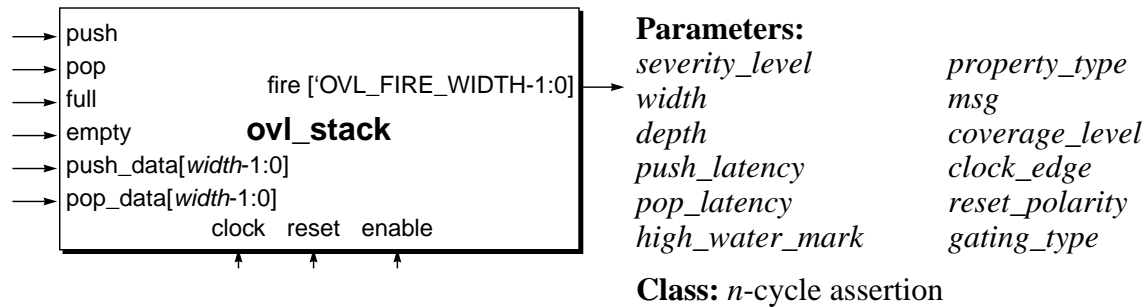 push
pop
full
empty
push_data[width-1:0]
pop_data[width-1:0]
fire [‘OVL_FIRE_WIDTH-1:0]
ovl_stack
clock reset enable
Parameters:
severity_level property_type
width msg
depth coverage_level
push_latency clock_edge
pop_latency reset_polarity
high_water_mark gating_type
Class: n-cycle assertion